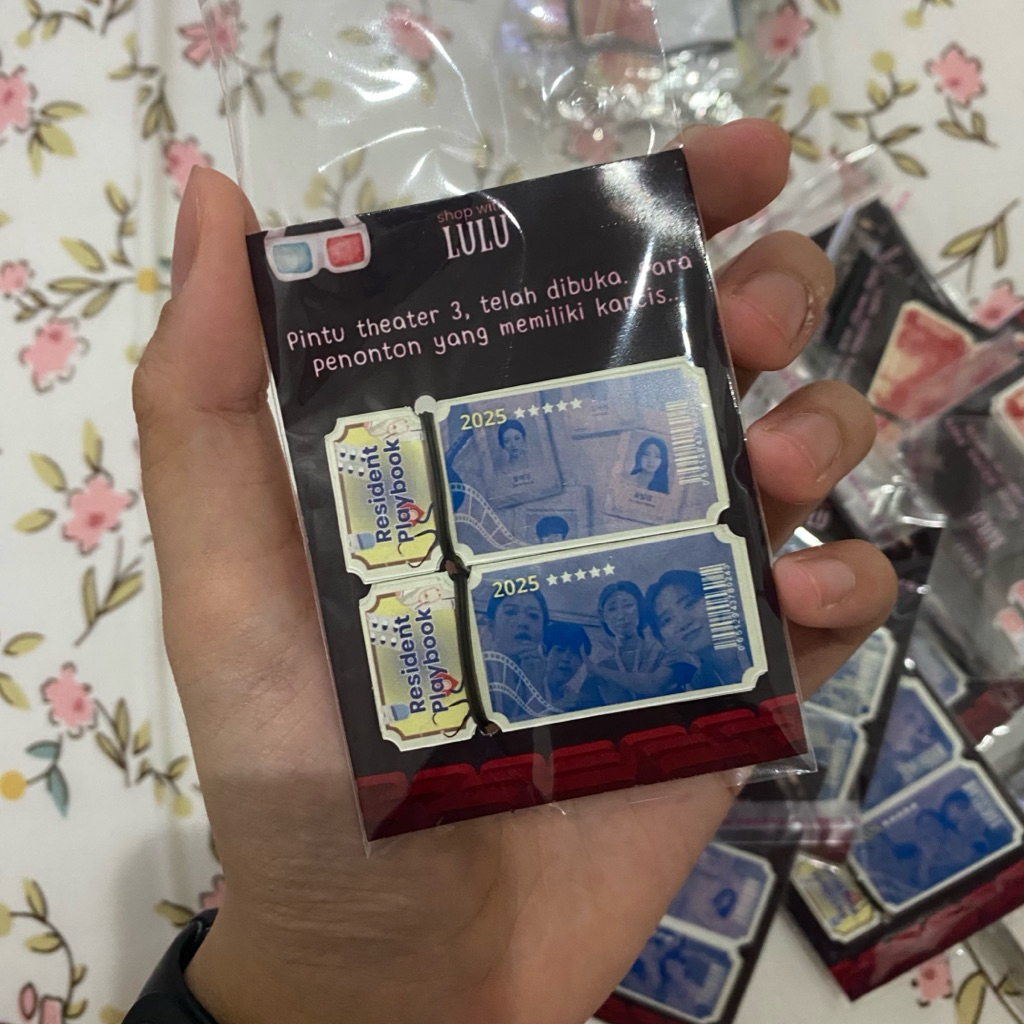 shop with
LULU
Pintu theater 3, telah dibuka. Para
penonton yang memiliki karcis..
2025
Resident
Playbook
2025
Resident
Playbook